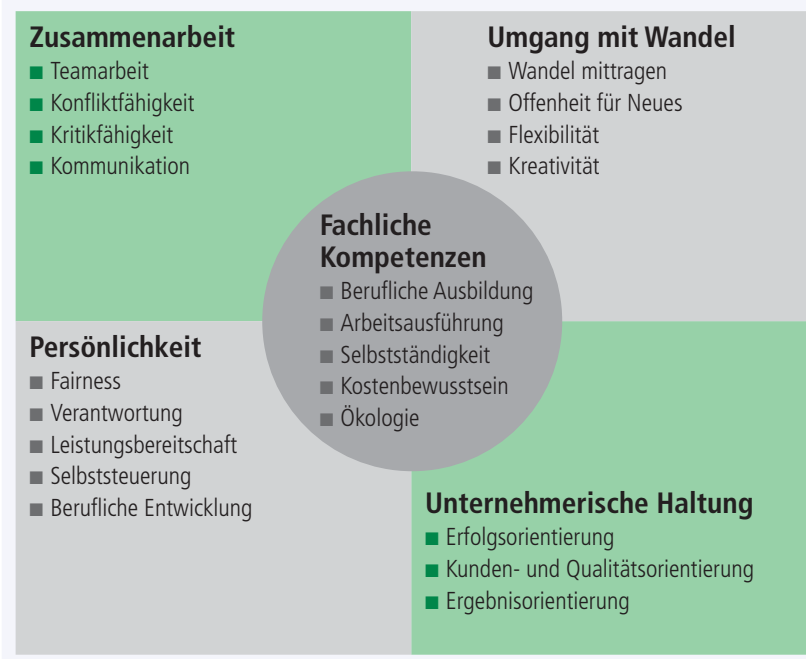 Zusammenarbeit
Teamarbeit
Konfliktfähigkeit
Kritikfähigkeit
Kommunikation
Umgang mit Wandel
Wandel mittragen
Offenheit für Neues
Flexibilität
Kreativität
Fachliche
Kompetenzen
Berufliche Ausbildung
Arbeitsausführung
Selbstständigkeit
Kostenbewusstsein
Ökologie
Persönlichkeit
Fairness
Verantwortung
Leistungsbereitschaft
Selbststeuerung
Berufliche Entwicklung
Unternehmerische Haltung
Erfolgsorientierung
Kunden- und Qualitätsorientierung
Ergebnisorientierung